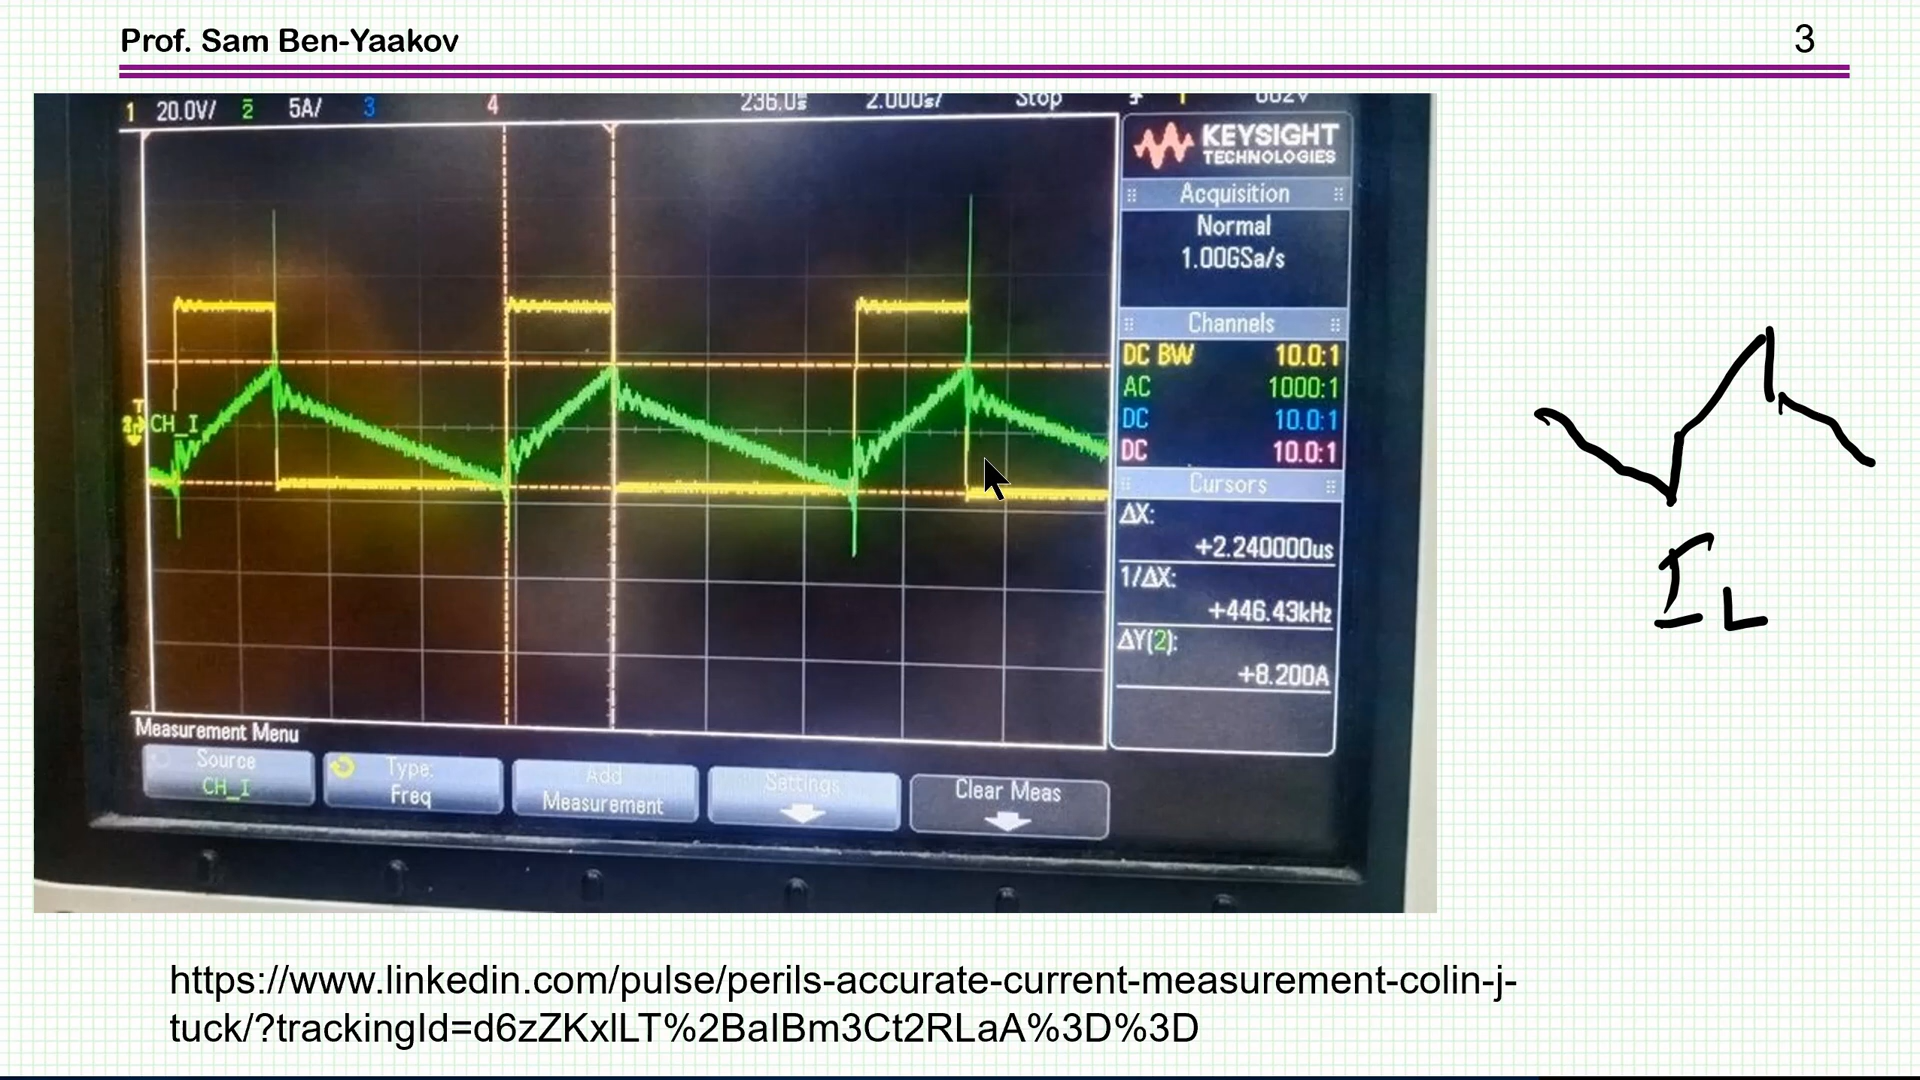 Prof. Sam Ben-Yaakov
3
1 20.0V/ 2 5A/ 3 4 2.000s/ Stop
KEYSIGHT
TECHNOLOGIES
Acquisition
Normal
1.00GSa/s
Channels
DC BW 10.0:1
AC 1000:1
DC 10.0:1
DC 10.0:1
Cursors
ΔX:
+2.240000us
1/ΔX:
+446.43kHz
ΔY(2):
+8.200A
CH_I
Measurement Menu
Source
CH_I
Type:
Freq
Add
Measurement
Settings
Clear Meas
I L
https://www.linkedin.com/pulse/perils-accurate-current-measurement-colin-j-
tuck/?trackingId=d6zZKxlLT%2BaIBm3Ct2RLaA%3D%3D